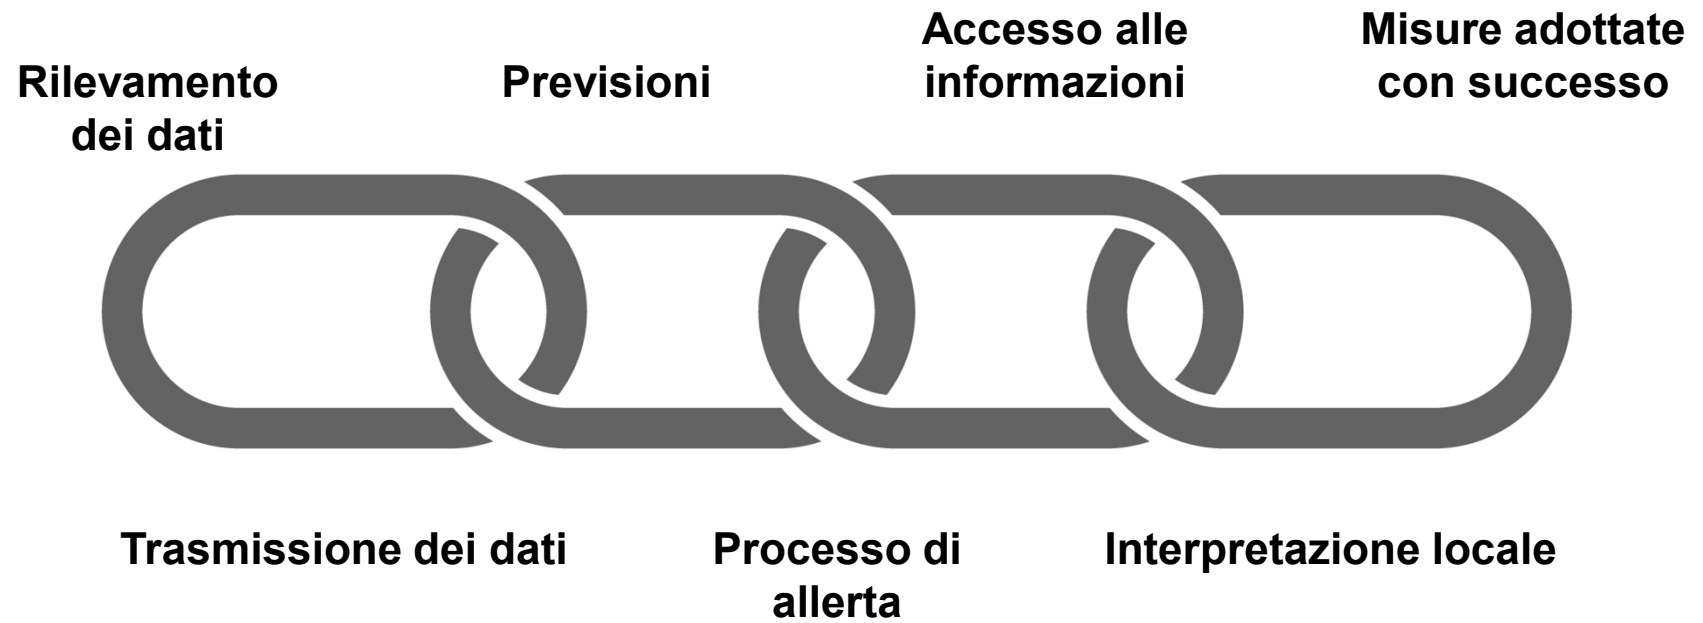 Rilevamento
dei dati
Previsioni
Accesso alle
informazioni
Misure adottate
con successo
Trasmissione dei dati
Processo di
allerta
Interpretazione locale